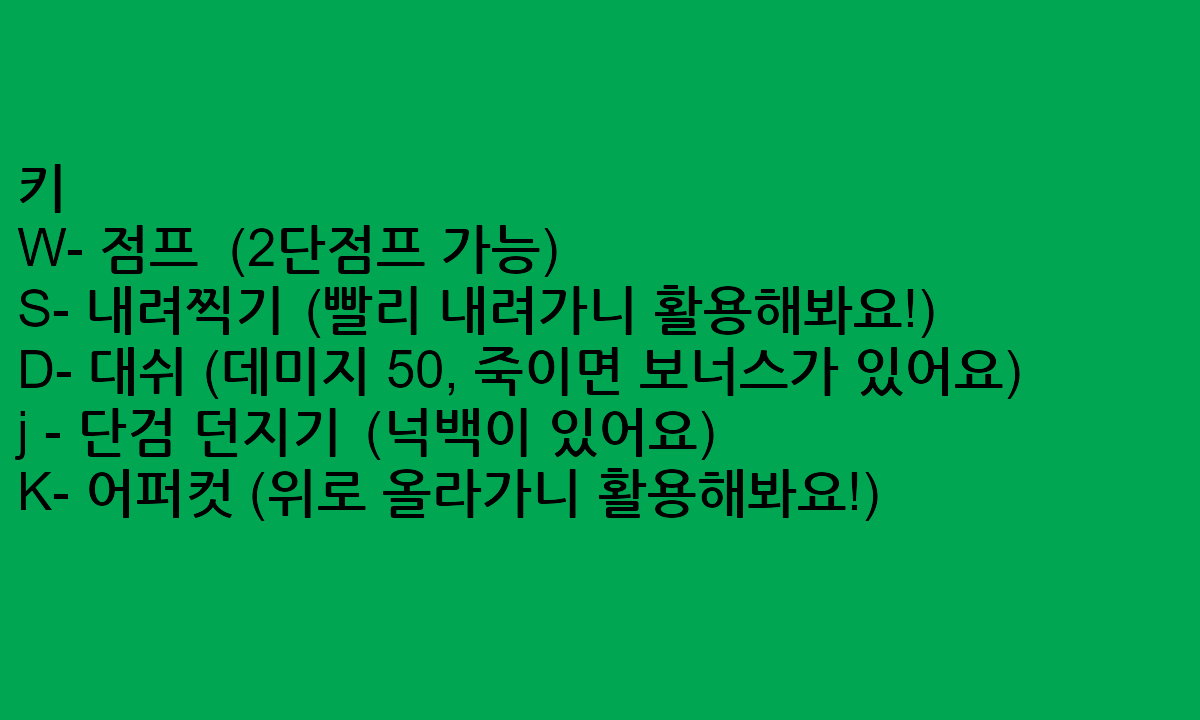 키
W- 점프  (2단점프 가능)
S- 내려찍기 (빨리 내려가니 활용해봐요!)
D- 대쉬 (데미지 50, 죽이면 보너스가 있어요)
j - 단검 던지기  (넉백이 있어요)
K- 어퍼컷 (위로 올라가니 활용해봐요!)